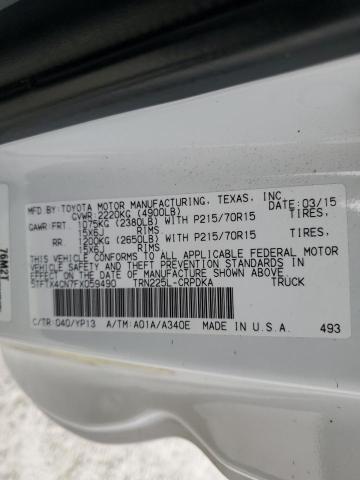 MFD BY: TOYOTA MOTOR MANUFACTURING, TEXAS, INC. DATE: 03/15
GVWR: 2220KG (4900LB)
GAWR: FRT. 1075KG (2380LB) WITH P215/70R15 TIRES,
15X6J RIMS
RR. 1200KG (2650LB) WITH P215/70R15 TIRES,
15X6J RIMS
THIS VEHICLE CONFORMS TO ALL APPLICABLE FEDERAL MOTOR
VEHICLE SAFETY STANDARDS IN EFFECT ON THE DATE OF
MANUFACTURE SHOWN ABOVE.
5TFTX4CN7FX059490 TRN225L-CRPDKA TRUCK
C/TR: 040/YP13 A/TM: A01A/A340E MADE IN U.S.A. 493
76M2T